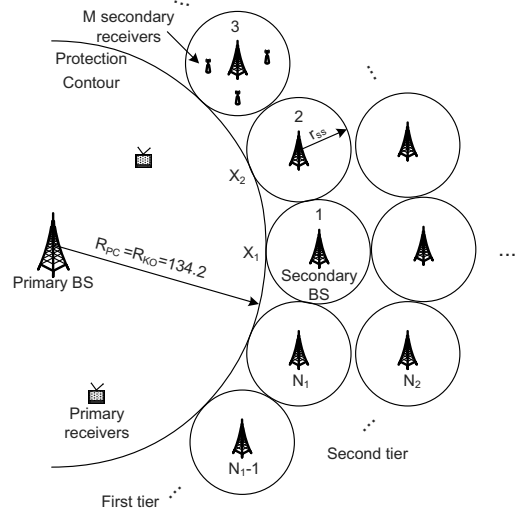 ...
M secondary
receivers
3
Protection
Contour
...
2
r_ss
X_2
1
X_1
R_PC =R_KO=134.2
Primary BS
Secondary
BS
...
N_1
N_2
Primary
receivers
N_1-1
...
Second tier
First tier ...